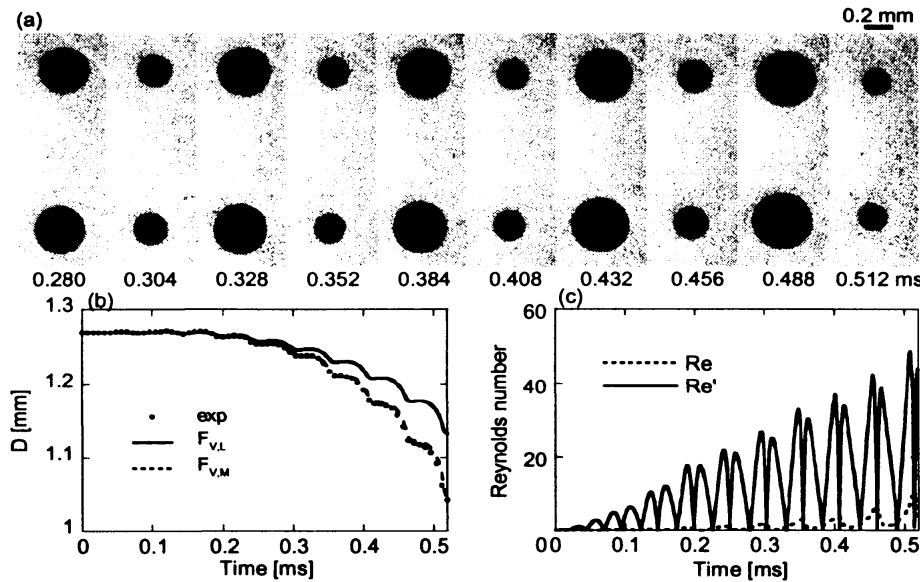 (a)
0.2 mm
0.280 0.304 0.328 0.352 0.384 0.408 0.432 0.456 0.488 0.512 ms
(b)
1.3
1.2
1.1
1
D [mm]
exp
F V,L
F V,M
0 0.1 0.2 0.3 0.4 0.5
Time [ms]
(c)
60
40
20
0
Reynolds number
Re
Re'
0 0.1 0.2 0.3 0.4 0.5
Time [ms]